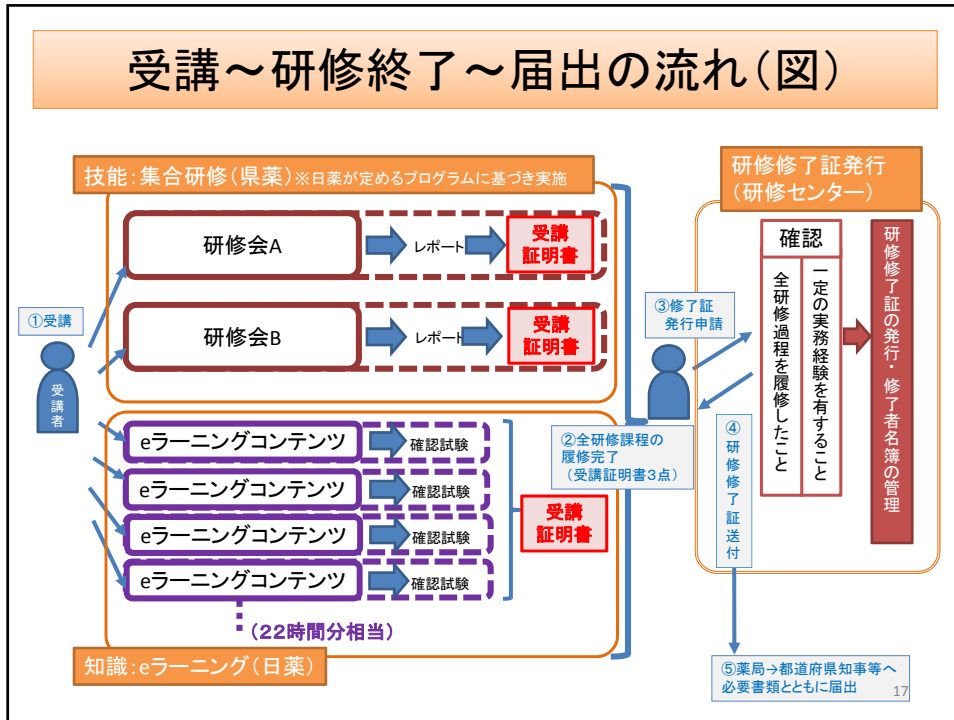 受講～研修終了～届出の流れ(図)
技能:集合研修(県薬)※日薬が定めるプログラムに基づき実施
研修会A
レポート
受講
証明書
研修会B
レポート
受講
証明書
①受講
受講者
eラーニングコンテンツ
確認試験
eラーニングコンテンツ
確認試験
eラーニングコンテンツ
確認試験
eラーニングコンテンツ
確認試験
受講
証明書
(22時間分相当)
知識:eラーニング(日薬)
②全研修課程の
履修完了
(受講証明書3点)
③修了証
発行申請
④研修修了証送付
研修修了証発行
(研修センター)
確認
一定の実務経験を有すること
全研修過程を履修したこと
研修修了証の発行・修了者名簿の管理
⑤薬局→都道府県知事等へ
必要書類とともに届出
17